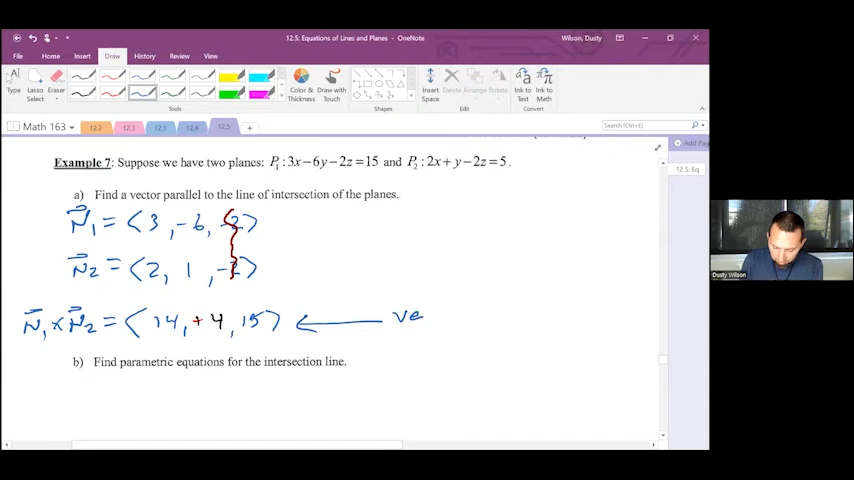 12.5: Equations of Lines and Planes - OneNote
Wilson, Dusty
File Home Insert Draw History Review View
Type
Lasso Select
Eraser
Tools
Color & Thickness
Draw with Touch
Shapes
Insert Space
Delete
Arrange
Rotate
Edit
Ink to Text
Ink to Math
Convert
Math 163
12.2 12.3 12.1 12.4 12.5 +
Search (Ctrl+E)
Add Pag
12.5: Eq
Example 7: Suppose we have two planes: P₁ : 3x−6y−2z=15 and P₂ : 2x+y−2z=5.
a) Find a vector parallel to the line of intersection of the planes.
N⃗₁ = ⟨3, -6, -2⟩
N⃗₂ = ⟨2, 1, -2⟩
N⃗₁ × N⃗₂ = ⟨14, +4, 15⟩ ← ve
b) Find parametric equations for the intersection line.
Dusty Wilson